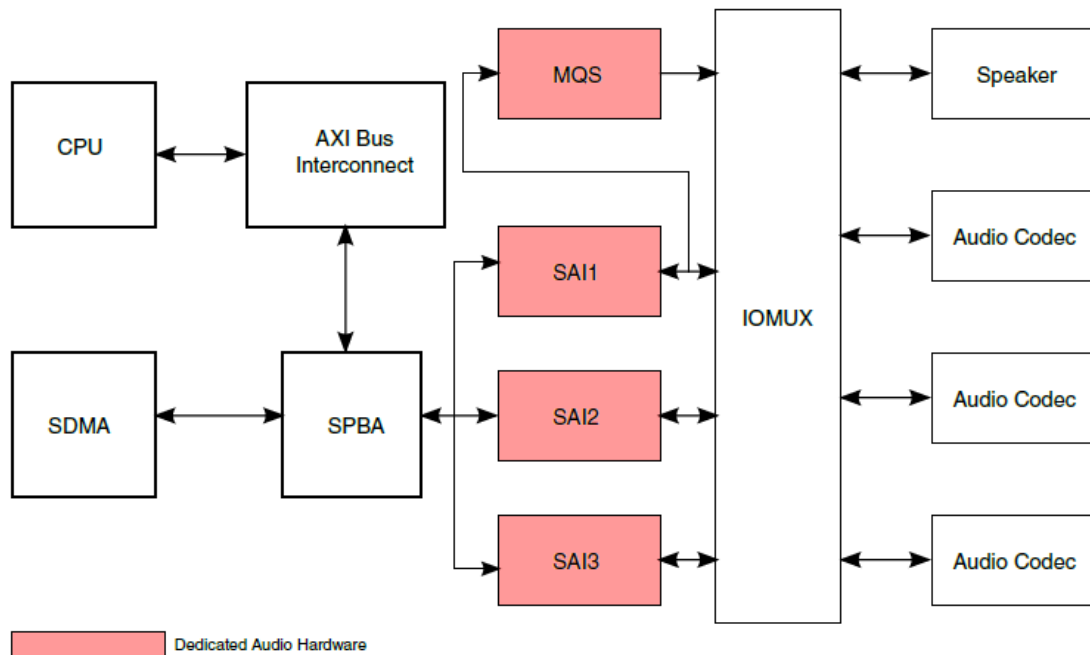 MQS
Speaker
CPU
AXI Bus
Interconnect
Audio Codec
SAI1
IOMUX
SDMA
SPBA
SAI2
Audio Codec
SAI3
Audio Codec
Dedicated Audio Hardware